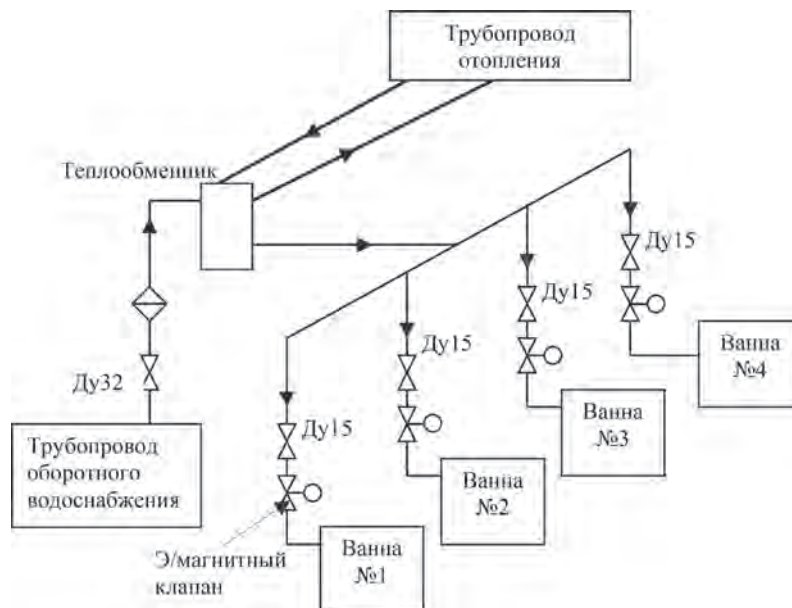 Трубопровод
отопления
Теплообменник
Ду15
Ду15
Ду15
Ду15
Ду32
Ванна
№4
Ванна
№3
Ванна
№2
Ванна
№1
Трубопровод
оборотного
водоснабжения
Э/магнитный
клапан